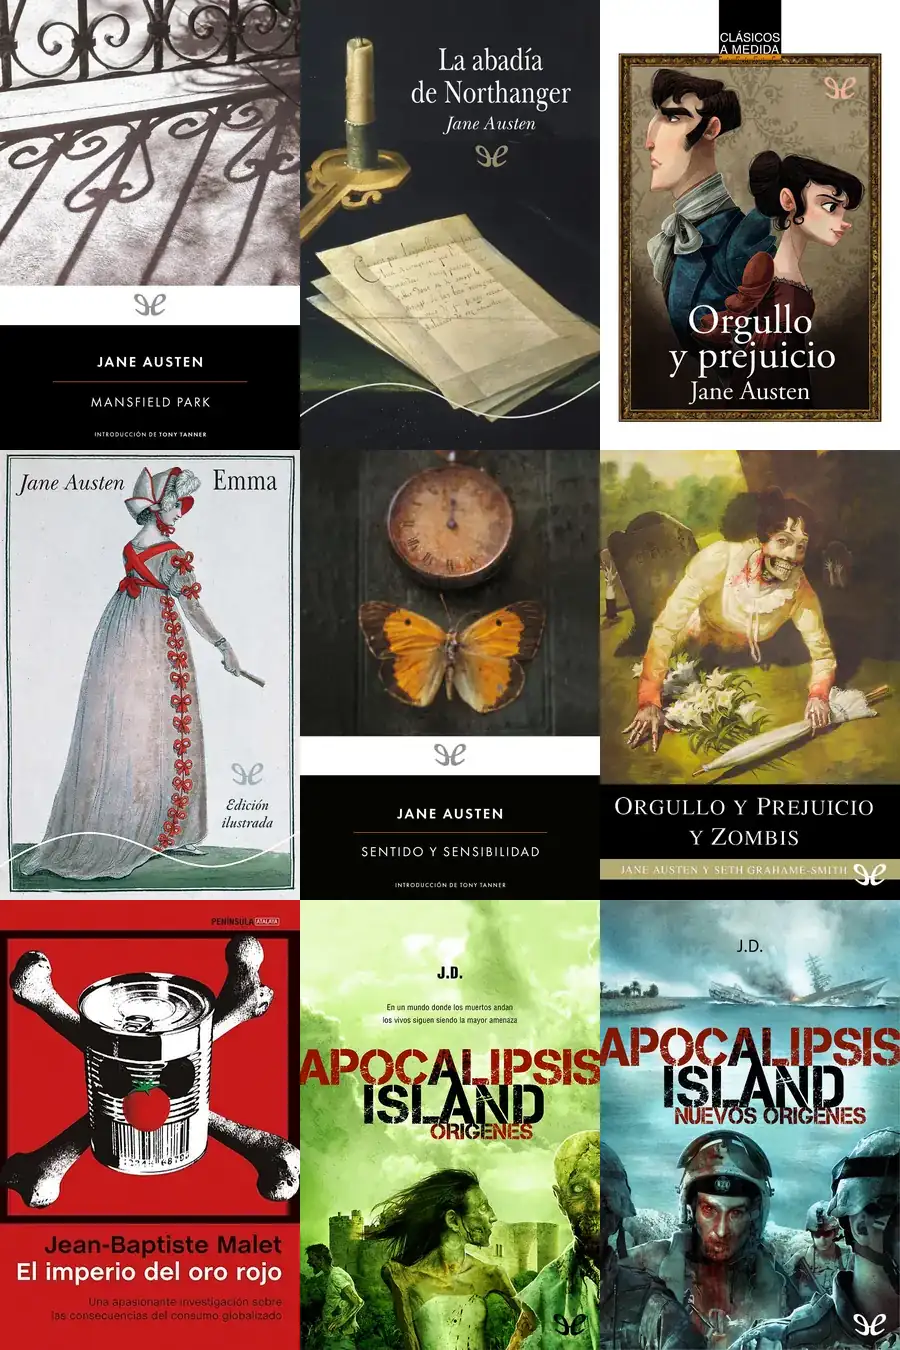 JANE AUSTEN
MANSFIELD PARK
INTRODUCCIÓN DE TONY TANNER
La abadía
de Northanger
Jane Austen
CLÁSICOS
A MEDIDA
Orgullo
y prejuicio
Jane Austen
Jane Austen
Emma
Edición
ilustrada
JANE AUSTEN
SENTIDO Y SENSIBILIDAD
INTRODUCCIÓN DE TONY TANNER
ORGULLO Y PREJUICIO
Y ZOMBIS
JANE AUSTEN Y SETH GRAHAME-SMITH
PENÍNSULA ATALAYA
Jean-Baptiste Malet
El imperio del oro rojo
Una apasionante investigación sobre
las consecuencias del consumo globalizado
J.D.
En un mundo donde los muertos andan
los vivos siguen siendo la mayor amenaza
APOCALIPSIS
ISLAND
ORIGENES
J.D.
APOCALIPSIS
ISLAND
NUEVOS ORIGENES